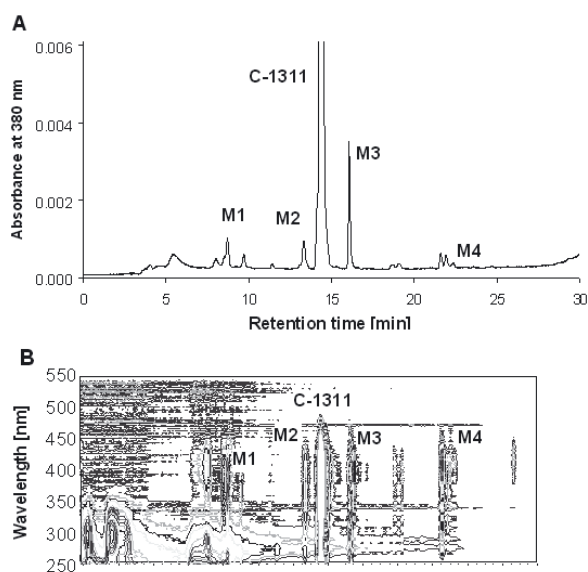 A
Absorbance at 380 nm
0.006
0.004
0.002
0.000
C-1311
M3
M1
M2
M4
0 5 10 15 20 25 30
Retention time [min]
B
Wavelength [nm]
550
500
450
400
350
300
250
C-1311
M2
M3
M4
M1